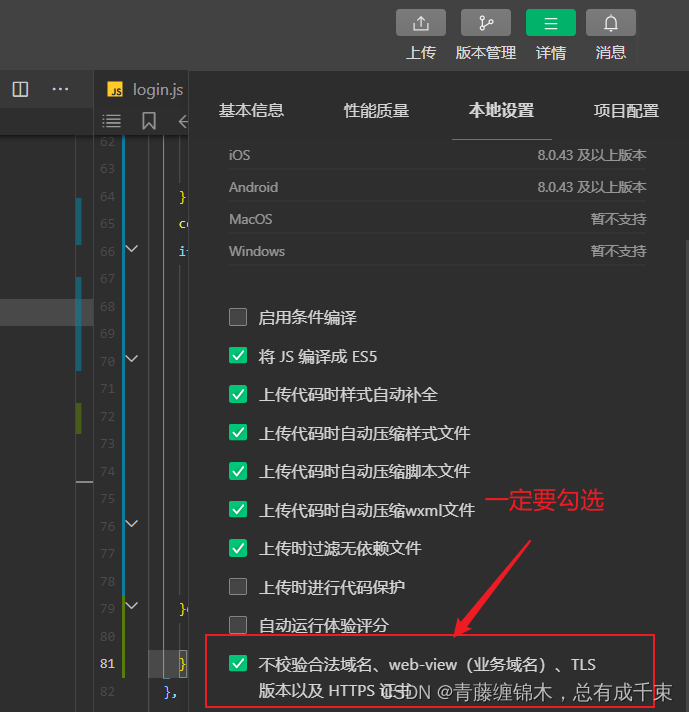 上传 版本管理 详情 消息
JS login.js
基本信息 性能质量 本地设置 项目配置
62
iOS 8.0.43 及以上版本
63
Android 8.0.43 及以上版本
64 }
MacOS 暂不支持
65
66
Windows 暂不支持
67
68
启用条件编译
69
70
将 JS 编译成 ES5
71
上传代码时样式自动补全
72
上传代码时自动压缩样式文件
73
74
上传代码时自动压缩脚本文件
75
上传代码时自动压缩wxml文件
一定要勾选
76
77
上传时过滤无依赖文件
78
上传时进行代码保护
79 }
自动运行体验评分
80
81 }
不校验合法域名、web-view（业务域名）、TLS
版本以及 HTTPS 证书
82 },
CSDN @青藤缠锦木，总有成千束